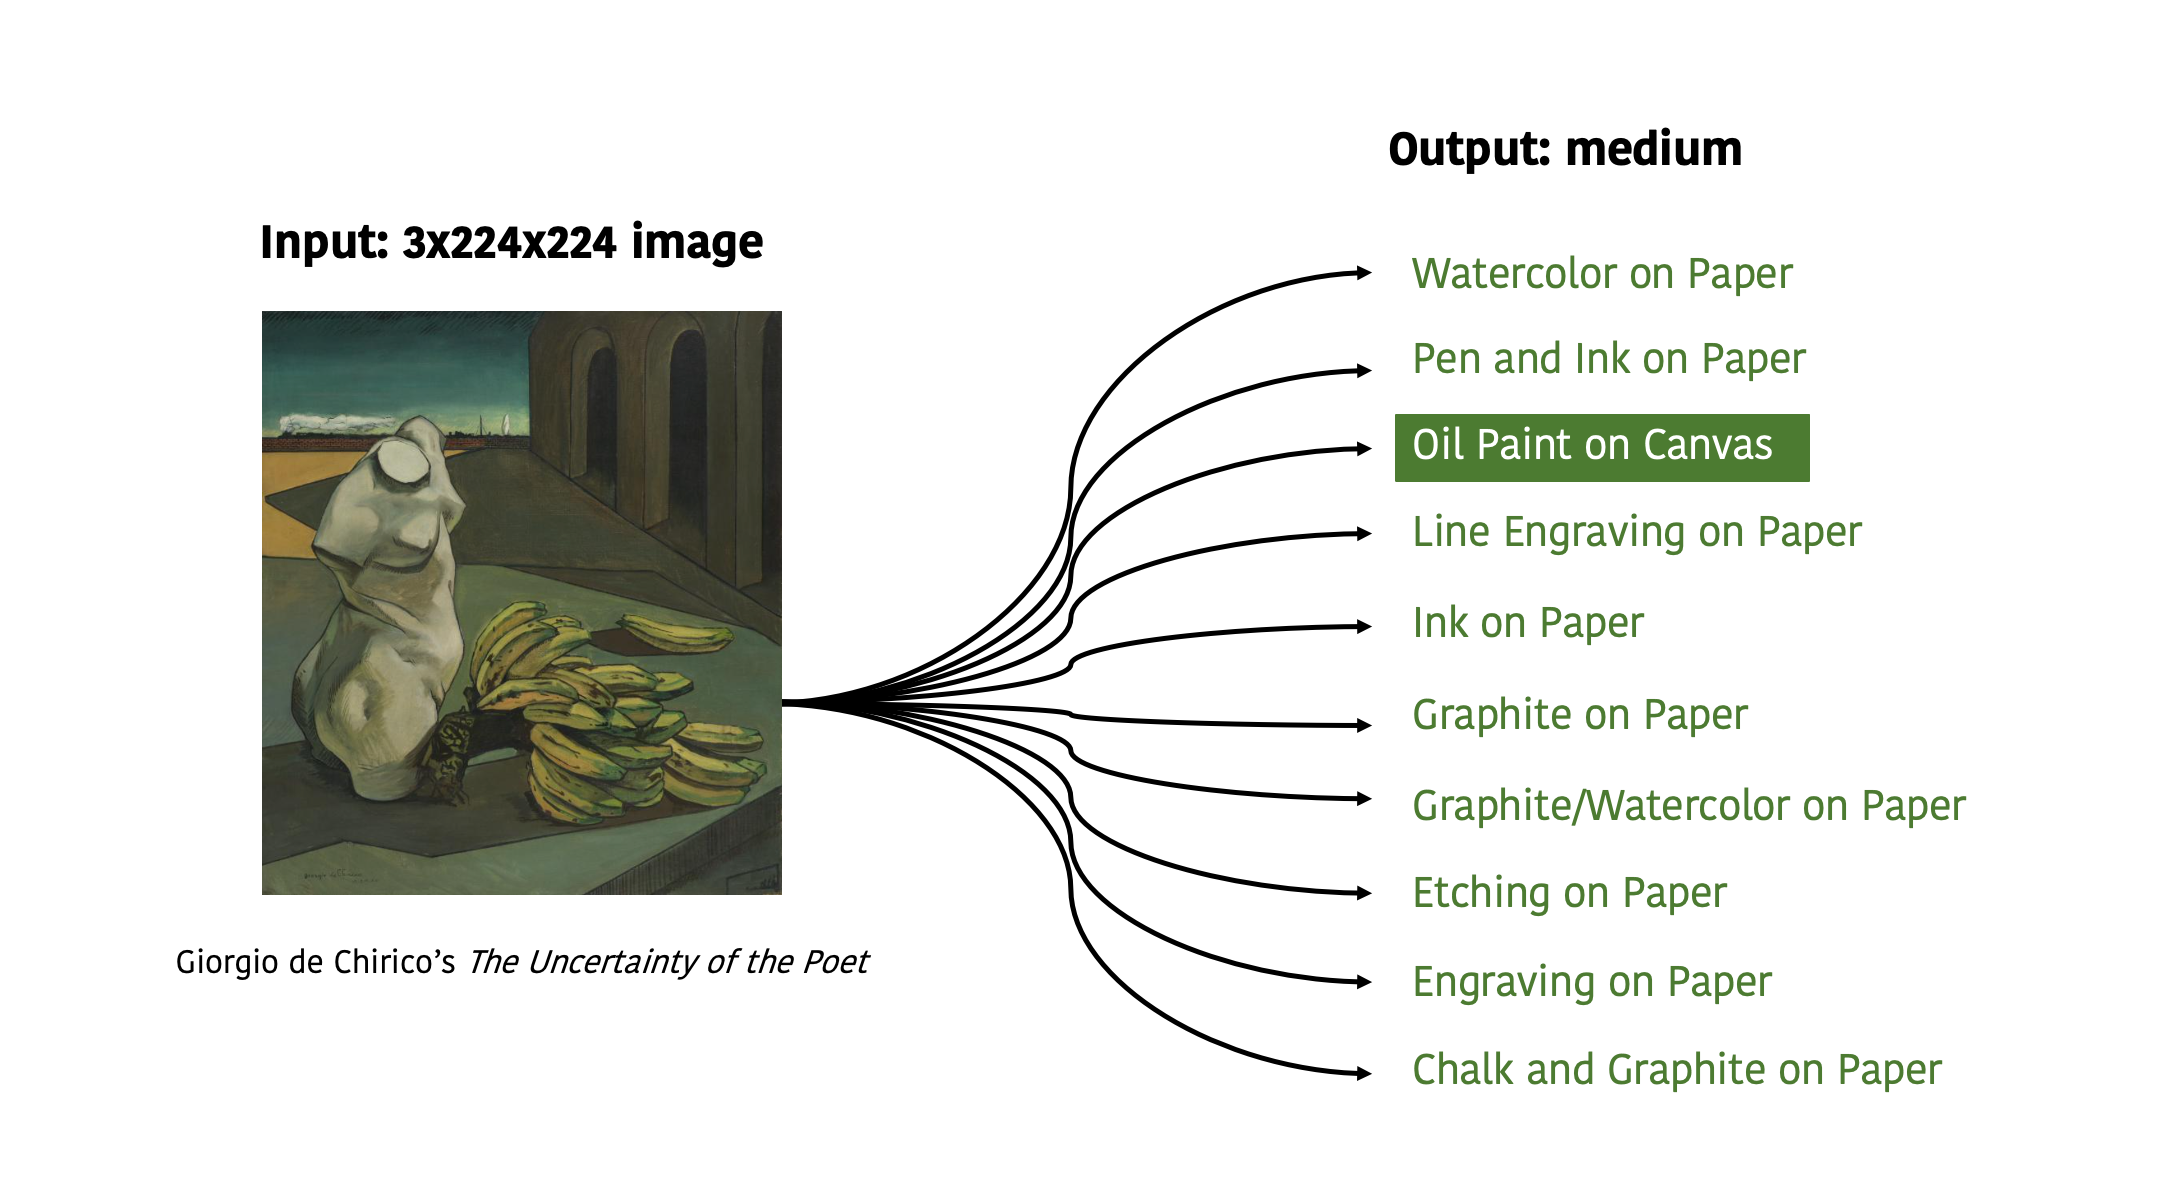 Output: medium
Input: 3x224x224 image
Watercolor on Paper
Pen and Ink on Paper
Oil Paint on Canvas
Line Engraving on Paper
Ink on Paper
Graphite on Paper
Graphite/Watercolor on Paper
Etching on Paper
Engraving on Paper
Chalk and Graphite on Paper
Giorgio de Chirico’s The Uncertainty of the Poet